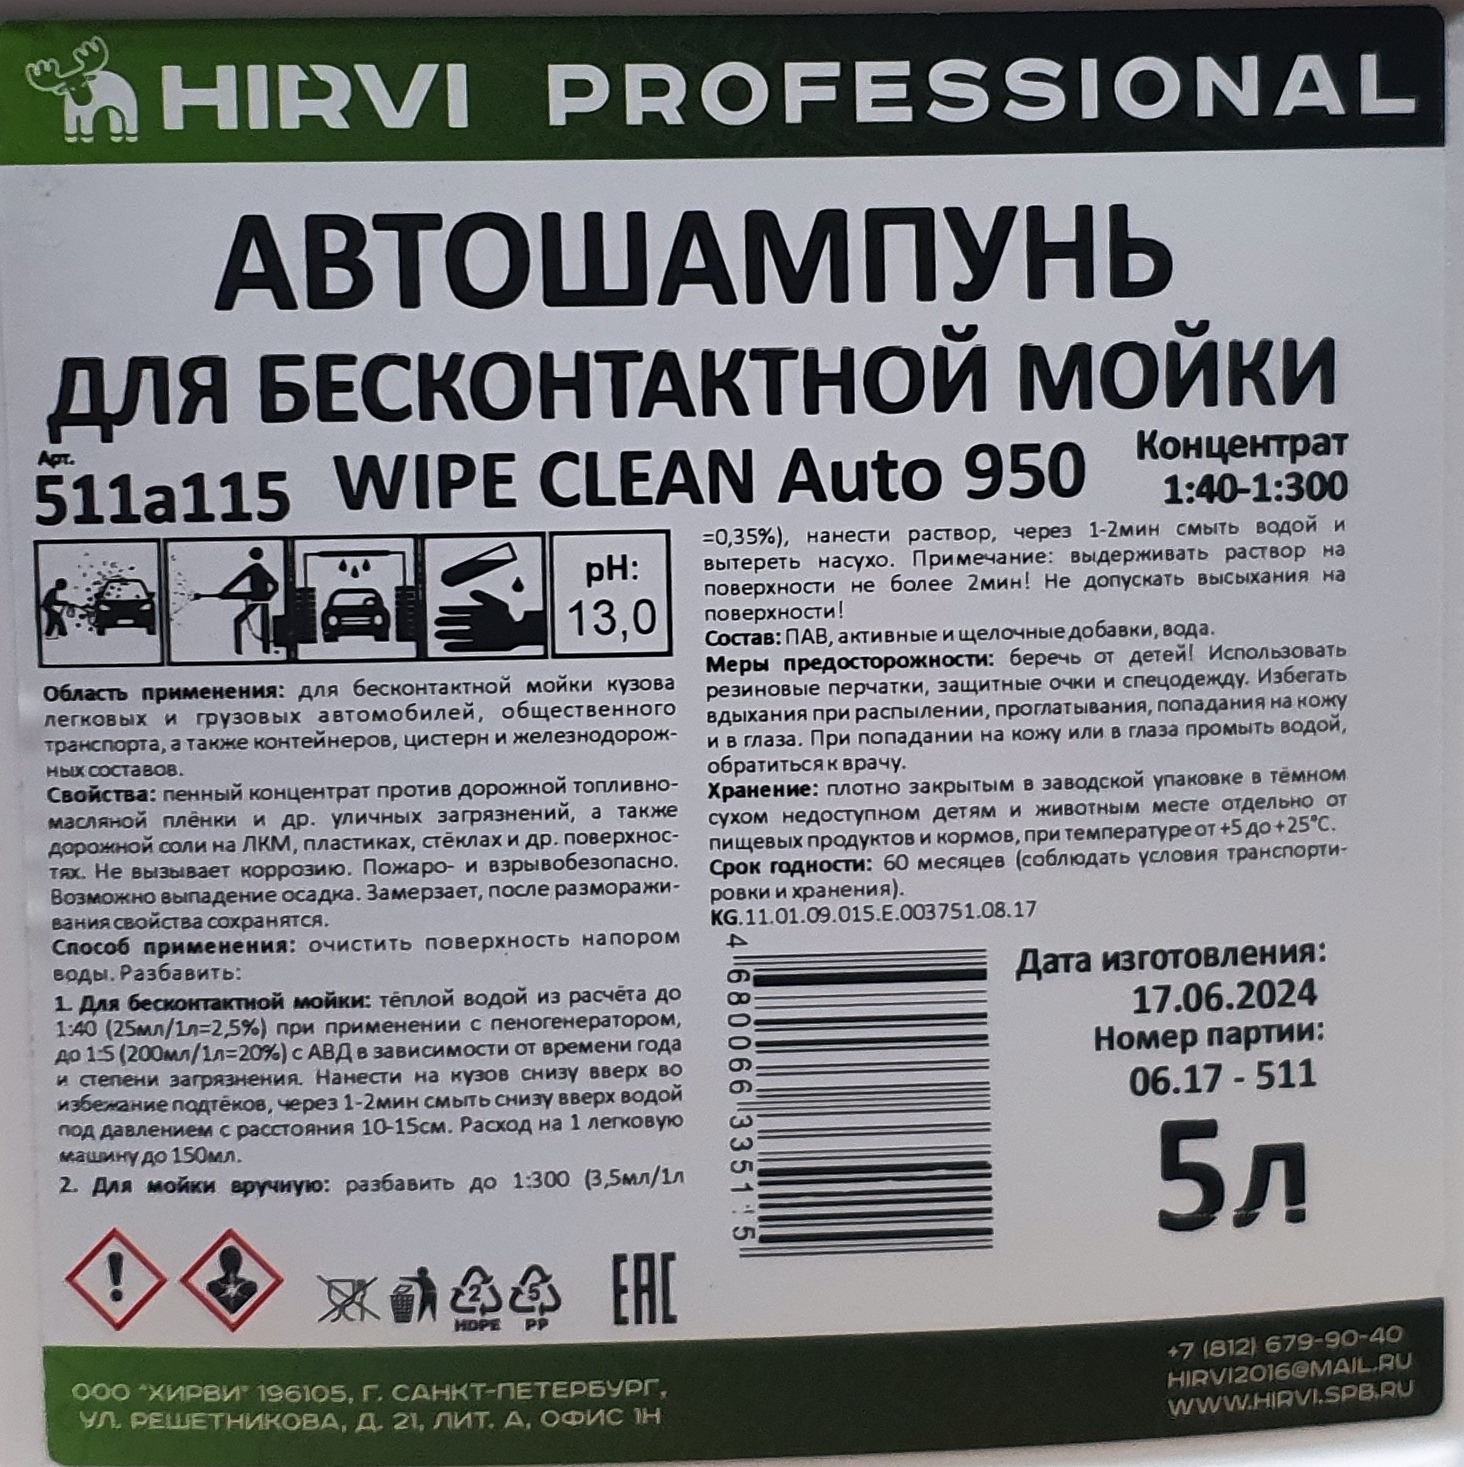 HIRVI PROFESSIONAL
АВТОШАМПУНЬ
ДЛЯ БЕСКОНТАКТНОЙ МОЙКИ
Арт.
511a115 WIPE CLEAN Auto 950
Концентрат
1:40-1:300
pH:
13,0
Область применения: для бесконтактной мойки кузова
легковых и грузовых автомобилей, общественного
транспорта, а также контейнеров, цистерн и железнодорож-
ных составов.
Свойства: пенный концентрат против дорожной топливно-
масляной плёнки и др. уличных загрязнений, а также
дорожной соли на ЛКМ, пластиках, стёклах и др. поверхнос-
тях. Не вызывает коррозию. Пожаро- и взрывобезопасно.
Возможно выпадение осадка. Замерзает, после разморажи-
вания свойства сохранятся.
Способ применения: очистить поверхность напором
воды. Разбавить:
1. Для бесконтактной мойки: тёплой водой из расчёта до
1:40 (25мл/1л=2,5%) при применении с пеногенератором,
до 1:5 (200мл/1л=20%) с АВД в зависимости от времени года
и степени загрязнения. Нанести на кузов снизу вверх во
избежание подтёков, через 1-2мин смыть снизу вверх водой
под давлением с расстояния 10-15см. Расход на 1 легковую
машину до 150мл.
2. Для мойки вручную: разбавить до 1:300 (3,5мл/1л
=0,35%), нанести раствор, через 1-2мин смыть водой и
вытереть насухо. Примечание: выдерживать раствор на
поверхности не более 2мин! Не допускать высыхания на
поверхности!
Состав: ПАВ, активные и щелочные добавки, вода.
Меры предосторожности: беречь от детей! Использовать
резиновые перчатки, защитные очки и спецодежду. Избегать
вдыхания при распылении, проглатывания, попадания на кожу
и в глаза. При попадании на кожу или в глаза промыть водой,
обратиться к врачу.
Хранение: плотно закрытым в заводской упаковке в тёмном
сухом недоступном детям и животным месте отдельно от
пищевых продуктов и кормов, при температуре от +5 до +25°С.
Срок годности: 60 месяцев (соблюдать условия транспорти-
ровки и хранения).
KG.11.01.09.015.E.003751.08.17
4 680066 335115
Дата изготовления:
17.06.2024
Номер партии:
06.17 - 511
5л
2
HDPE
5
PP
EAC
ООО "ХИРВИ" 196105, Г. САНКТ-ПЕТЕРБУРГ,
УЛ. РЕШЕТНИКОВА, Д. 21, ЛИТ. А, ОФИС 1Н
+7 (812) 679-90-40
HIRVI2016@MAIL.RU
WWW.HIRVI.SPB.RU